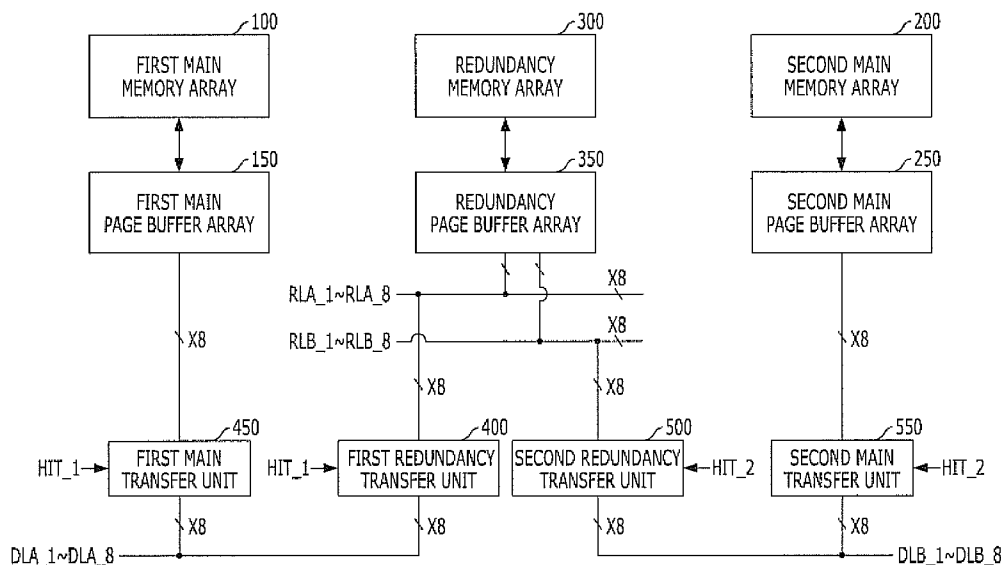 100
300
200
FIRST MAIN
MEMORY ARRAY
REDUNDANCY
MEMORY ARRAY
SECOND MAIN
MEMORY ARRAY
150
350
250
FIRST MAIN
PAGE BUFFER ARRAY
REDUNDANCY
PAGE BUFFER ARRAY
SECOND MAIN
PAGE BUFFER ARRAY
RLA_1~RLA_8
X8
RLB_1~RLB_8
X8
X8
X8
X8
X8
450
400
500
550
HIT_1
FIRST MAIN
TRANSFER UNIT
HIT_1
FIRST REDUNDANCY
TRANSFER UNIT
SECOND REDUNDANCY
TRANSFER UNIT
HIT_2
SECOND MAIN
TRANSFER UNIT
HIT_2
X8
X8
X8
X8
DLA_1~DLA_8
DLB_1~DLB_8